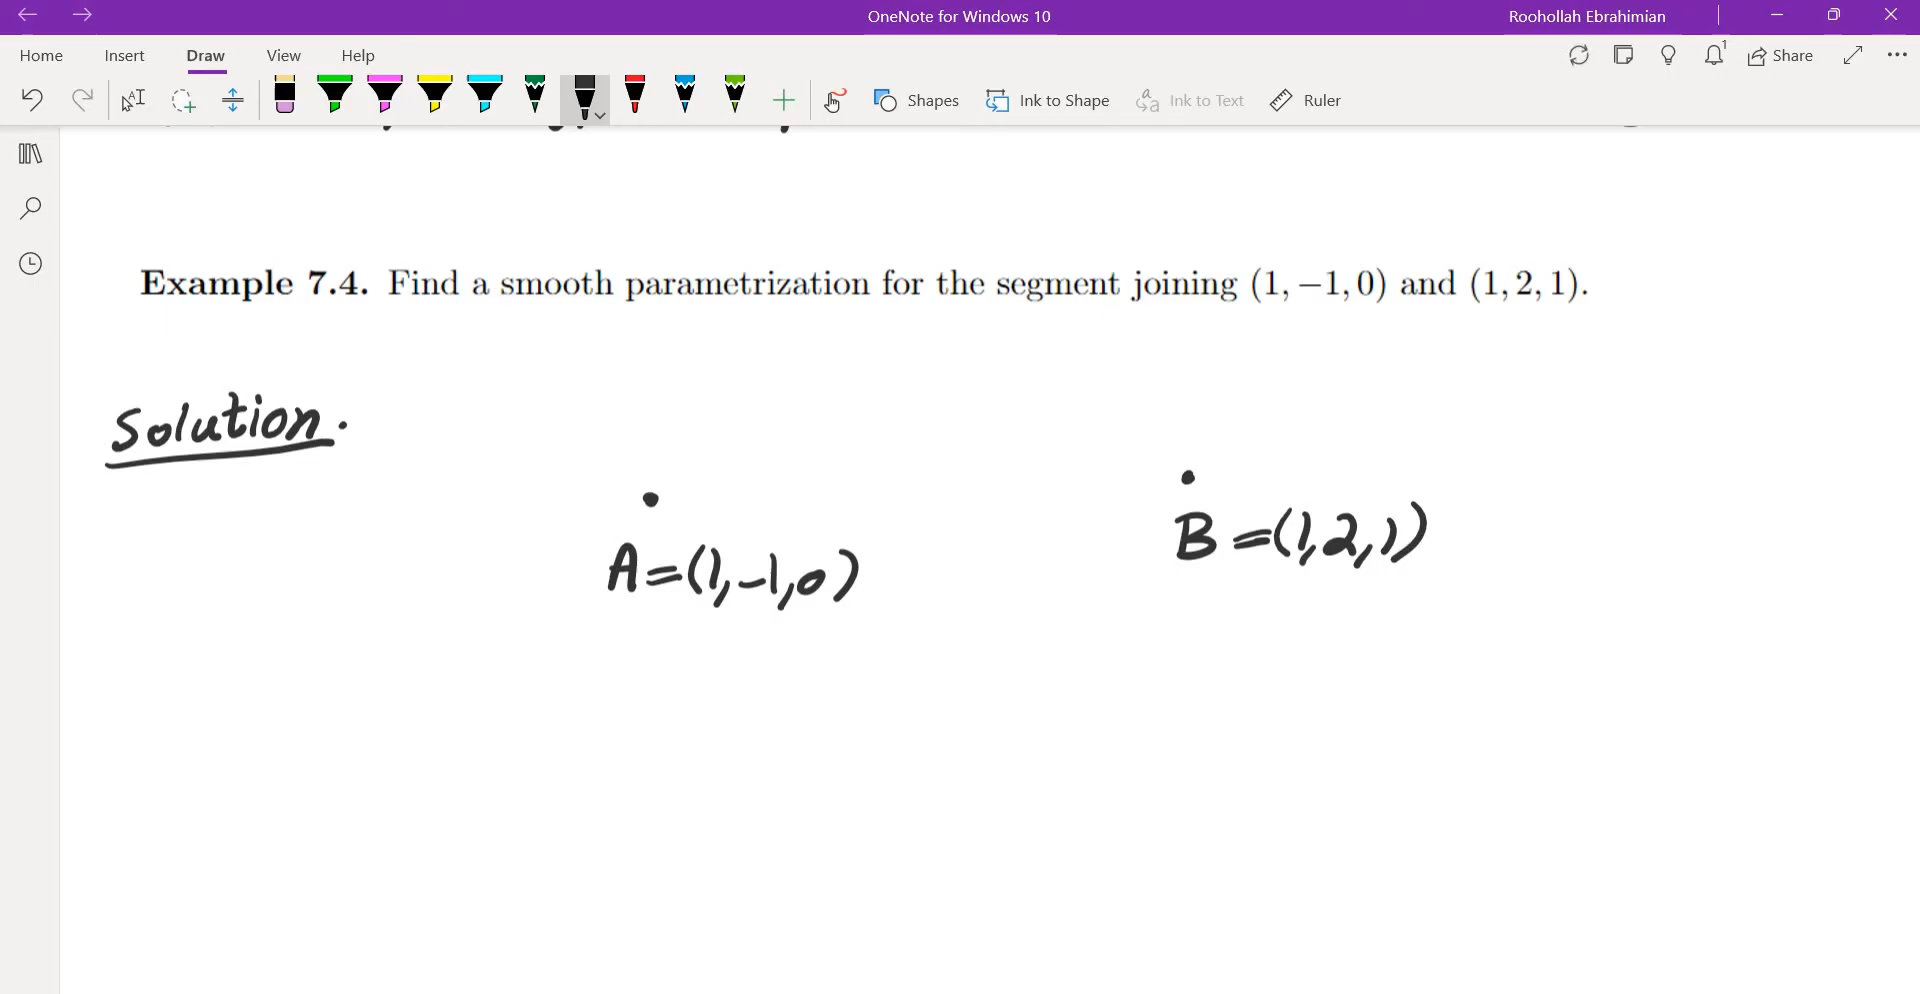 OneNote for Windows 10
Roohollah Ebrahimian
Home Insert Draw View Help
1
Share
Shapes Ink to Shape Ink to Text Ruler
Example 7.4. Find a smooth parametrization for the segment joining (1, −1, 0) and (1, 2, 1).
Solution.
B=(1,2,1)
A=(1,-1,0)